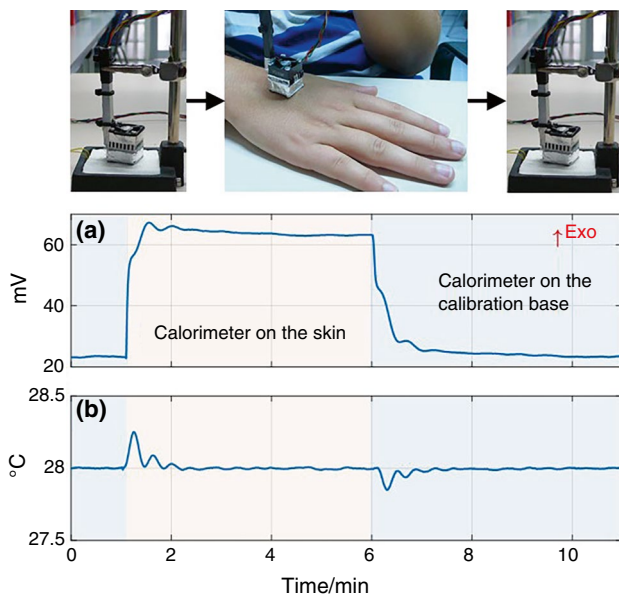 (a)
↑Exo
60
40
20
mV
Calorimeter on the skin
Calorimeter on the
calibration base
(b)
28.5
28
27.5
°C
0 2 4 6 8 10
Time/min